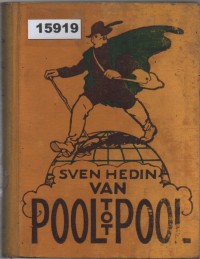 15919
SVEN HEDIN
VAN
POOL TOT POOL